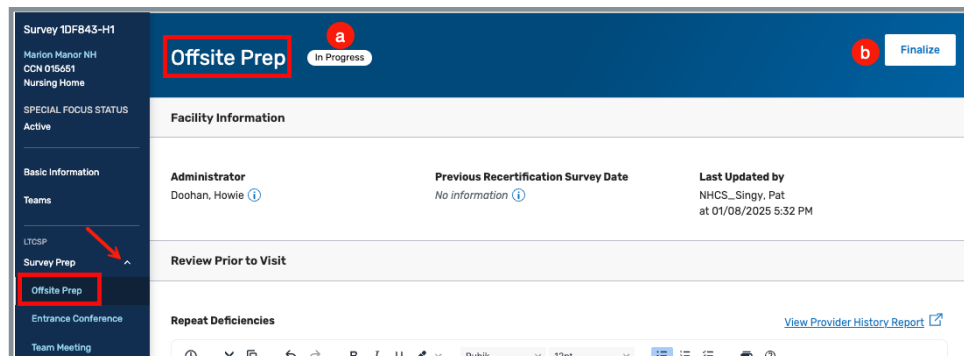 Survey 1DF843-H1
Marion Manor NH
CCN 015651
Nursing Home
SPECIAL FOCUS STATUS
Active
Basic Information
Teams
LTCSP
Survey Prep
Offsite Prep
Entrance Conference
Team Meeting
Offsite Prep
a
In Progress
b
Finalize
Facility Information
Administrator
Doohan, Howie
Previous Recertification Survey Date
No information
Last Updated by
NHCS_Singy, Pat
at 01/08/2025 5:32 PM
Review Prior to Visit
Repeat Deficiencies
View Provider History Report
B I U Rubik 12pt